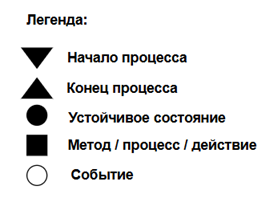 Легенда:
Начало процесса
Конец процесса
Устойчивое состояние
Метод / процесс / действие
Событие